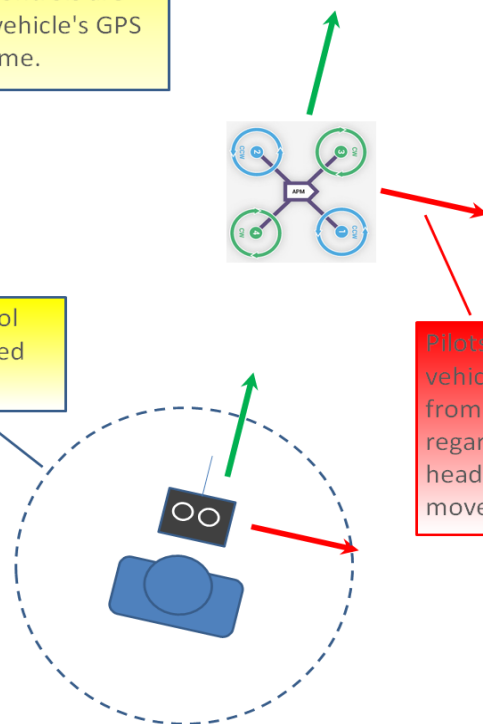 vehicle's GPS
me.
CCW
2
3
CW
APM
CW
4
1
CCW
ol
ed
Pilots
vehic
from
regar
head
move